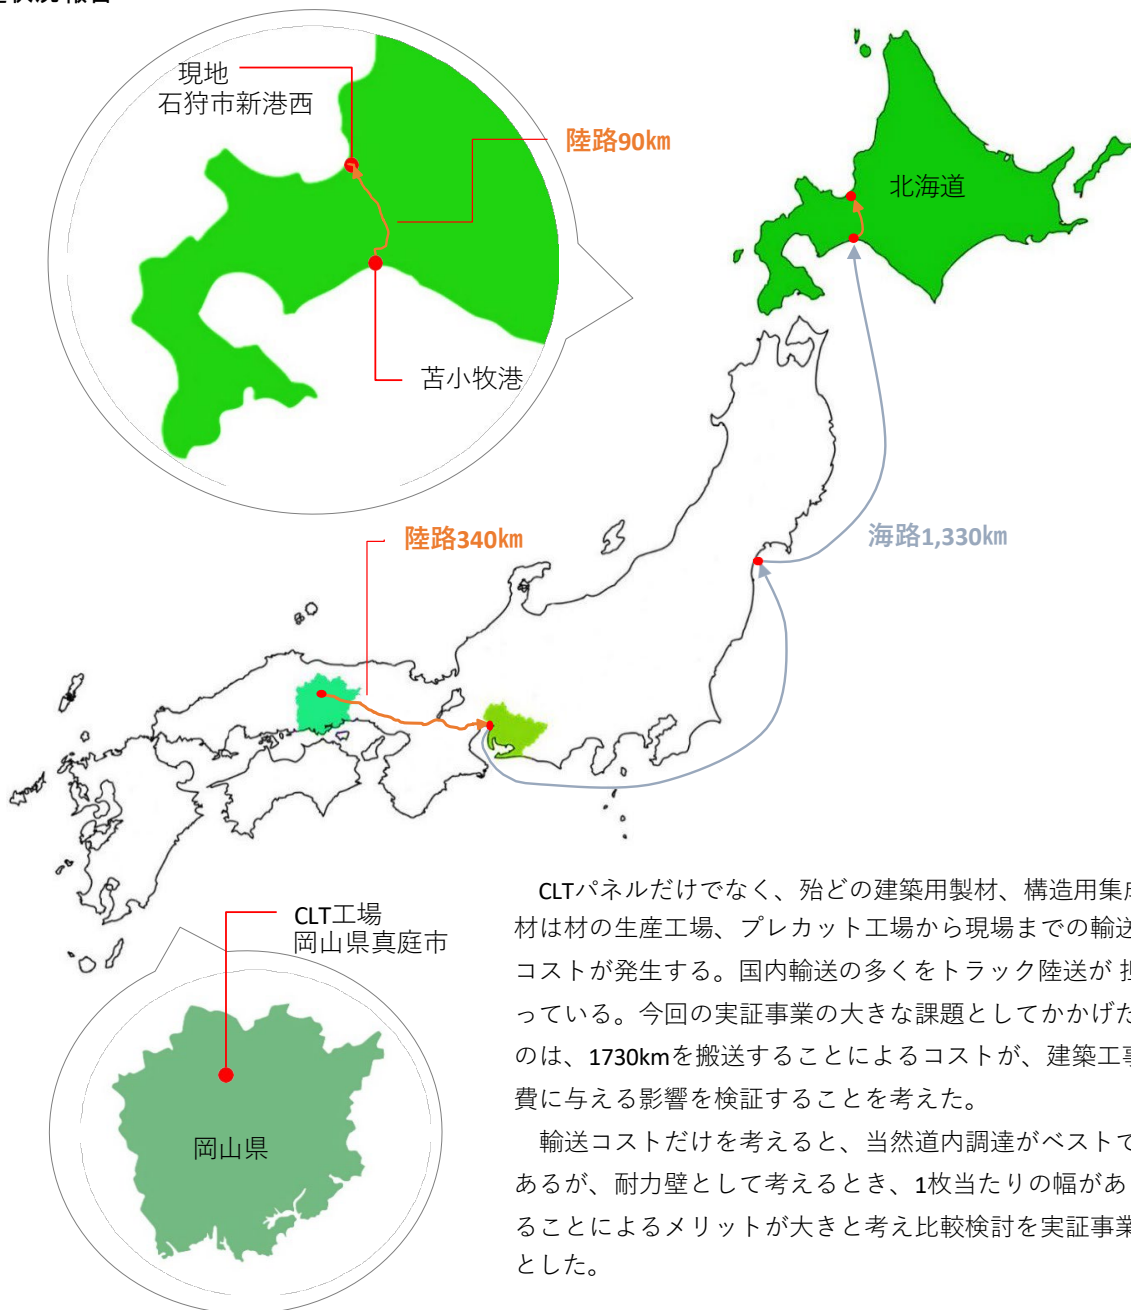 現地
石狩市新港西
陸路90㎞
北海道
苫小牧港
陸路340㎞
海路1,330㎞
CLT工場
岡山県真庭市
岡山県
CLTパネルだけでなく、殆どの建築用製材、構造用集成
材は材の生産工場、プレカット工場から現場までの輸送
コストが発生する。国内輸送の多くをトラック陸送が 担
っている。今回の実証事業の大きな課題としてかかげた
のは、1730kmを搬送することによるコストが、建築工事
費に与える影響を検証することを考えた。
輸送コストだけを考えると、当然道内調達がベストで
あるが、耐力壁として考えるとき、1枚当たりの幅があ
ることによるメリットが大きと考え比較検討を実証事業
とした。